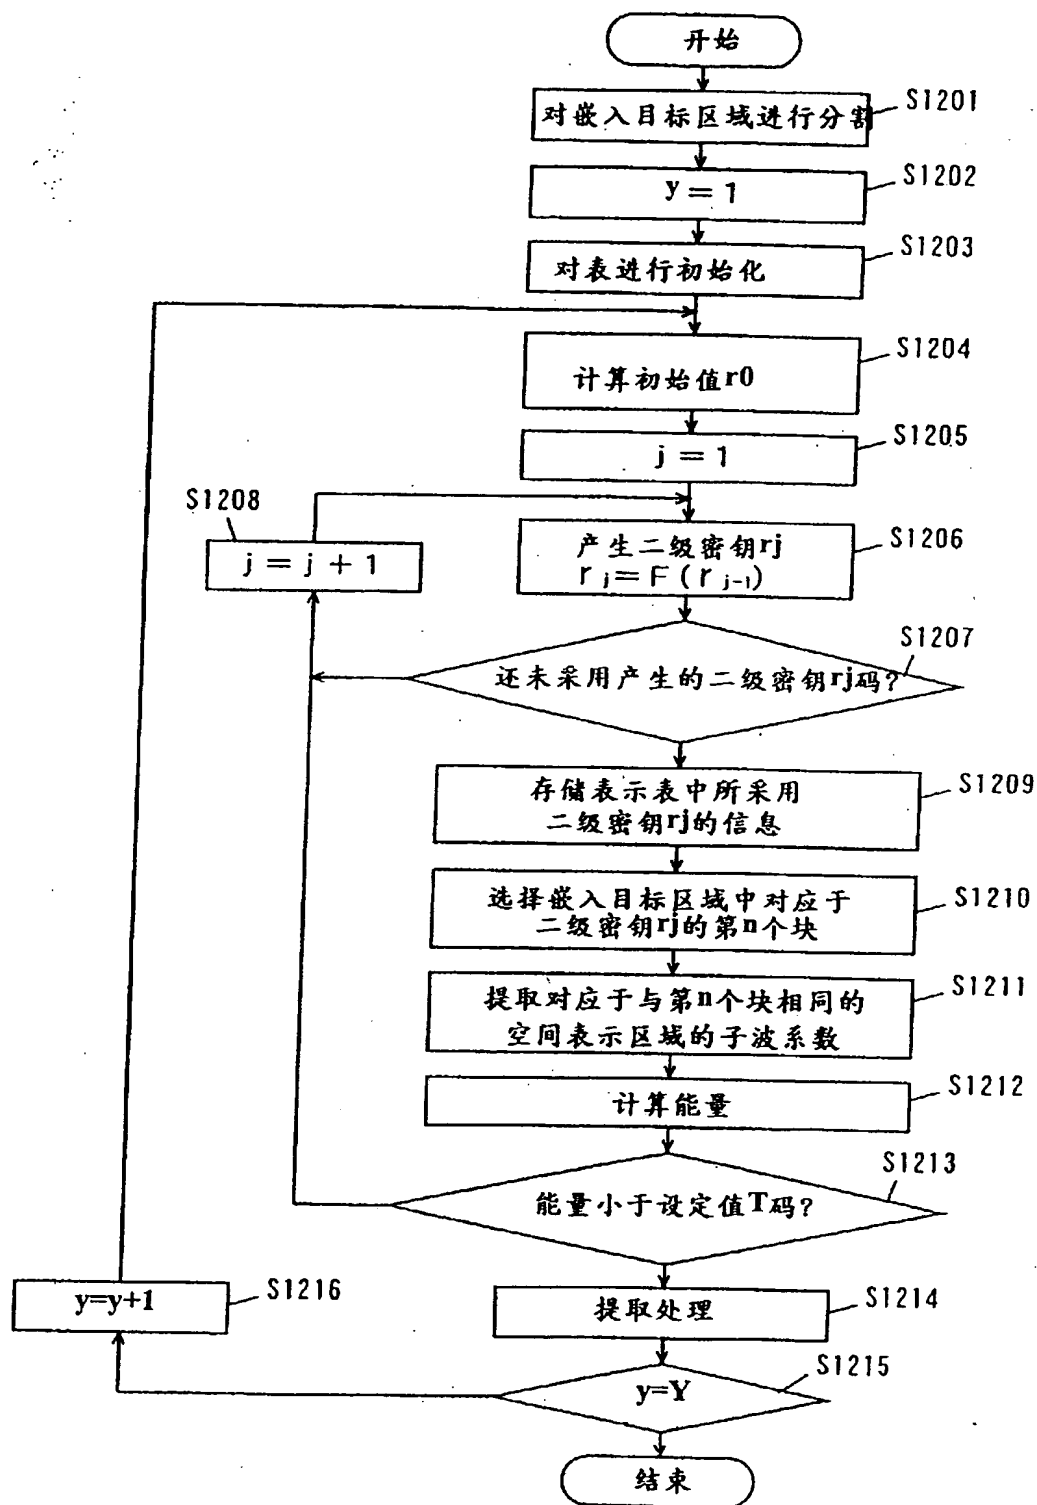 开始
对嵌入目标区域进行分割
S1201
y = 1
S1202
对表进行初始化
S1203
计算初始值r0
S1204
j = 1
S1205
S1208
j = j + 1
产生二级密钥rj
r j = F ( r j-1)
S1206
还未采用产生的二级密钥rj码?
S1207
存储表示表中所采用
二级密钥rj的信息
S1209
选择嵌入目标区域中对应于
二级密钥rj的第n个块
S1210
提取对应于与第n个块相同的
空间表示区域的子波系数
S1211
计算能量
S1212
能量小于设定值T码?
S1213
y=y+1
S1216
提取处理
S1214
y=Y
S1215
结束